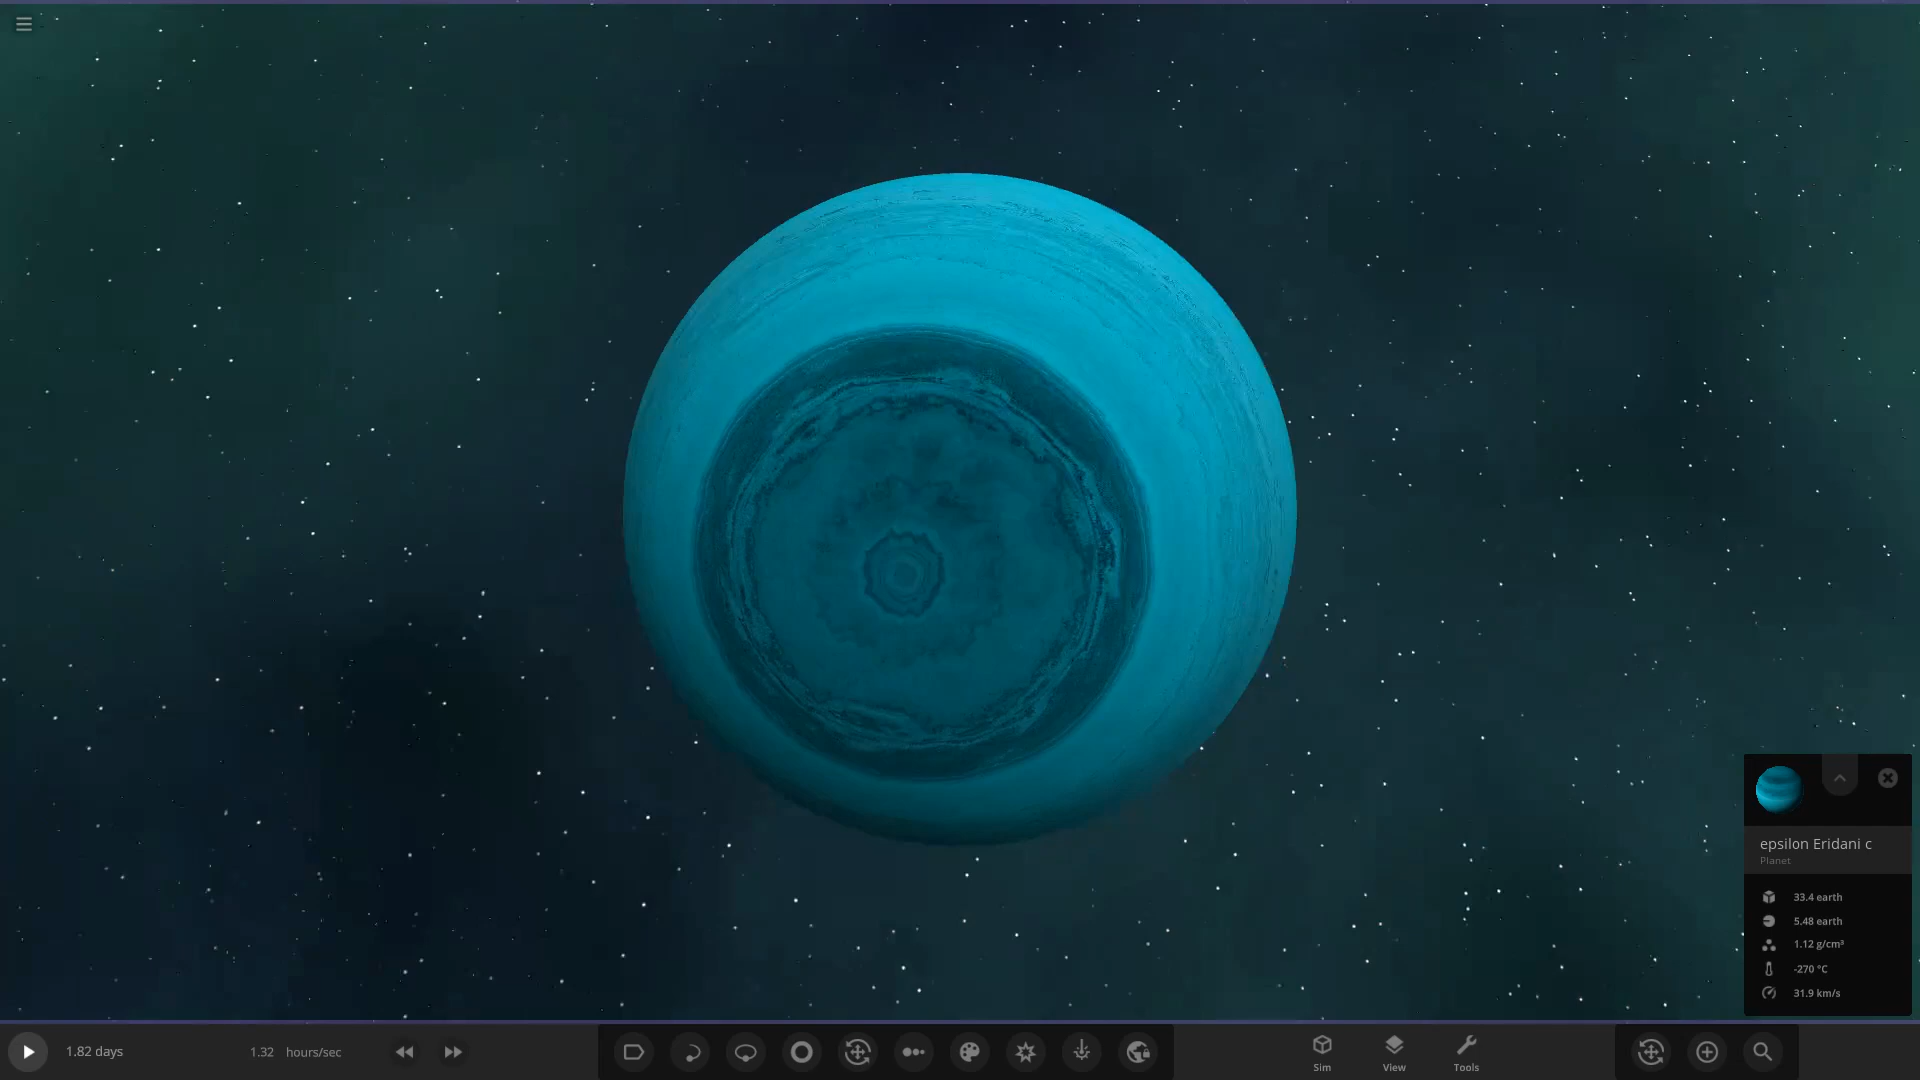 epsilon Eridani c
Planet
33.4 earth
5.48 earth
1.12 g/cm³
-270 °C
31.9 km/s
1.82 days
1.32 hours/sec
Sim
View
Tools